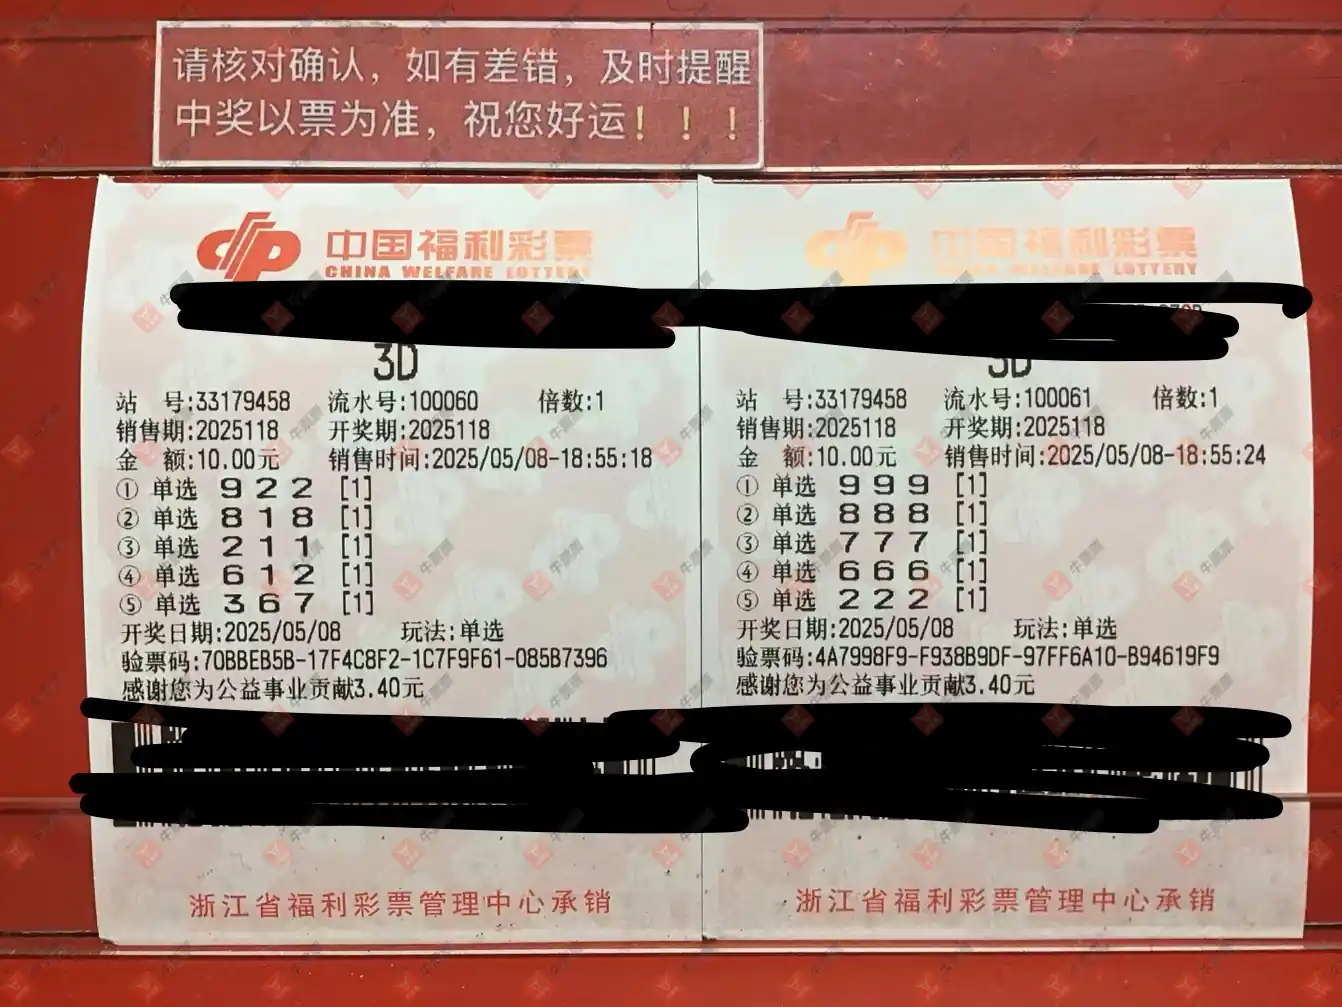 请核对确认，如有差错，及时提醒
中奖以票为准，祝您好运！！！
中国福利彩票
CHINA WELFARE LOTTERY
3D
站 号:33179458 流水号:100060 倍数:1
销售期:2025118 开奖期:2025118
金 额:10.00元 销售时间:2025/05/08-18:55:18
① 单选 9 2 2 [1]
② 单选 8 1 8 [1]
③ 单选 2 1 1 [1]
④ 单选 6 1 2 [1]
⑤ 单选 3 6 7 [1]
开奖日期:2025/05/08 玩法:单选
验票码:70BBEB5B-17F4C8F2-1C7F9F61-085B7396
感谢您为公益事业贡献3.40元
浙江省福利彩票管理中心承销
中国福利彩票
CHINA WELFARE LOTTERY
3D
站 号:33179458 流水号:100061 倍数:1
销售期:2025118 开奖期:2025118
金 额:10.00元 销售时间:2025/05/08-18:55:24
① 单选 9 9 9 [1]
② 单选 8 8 8 [1]
③ 单选 7 7 7 [1]
④ 单选 6 6 6 [1]
⑤ 单选 2 2 2 [1]
开奖日期:2025/05/08 玩法:单选
验票码:4A7998F9-F938B9DF-97FF6A10-B94619F9
感谢您为公益事业贡献3.40元
浙江省福利彩票管理中心承销